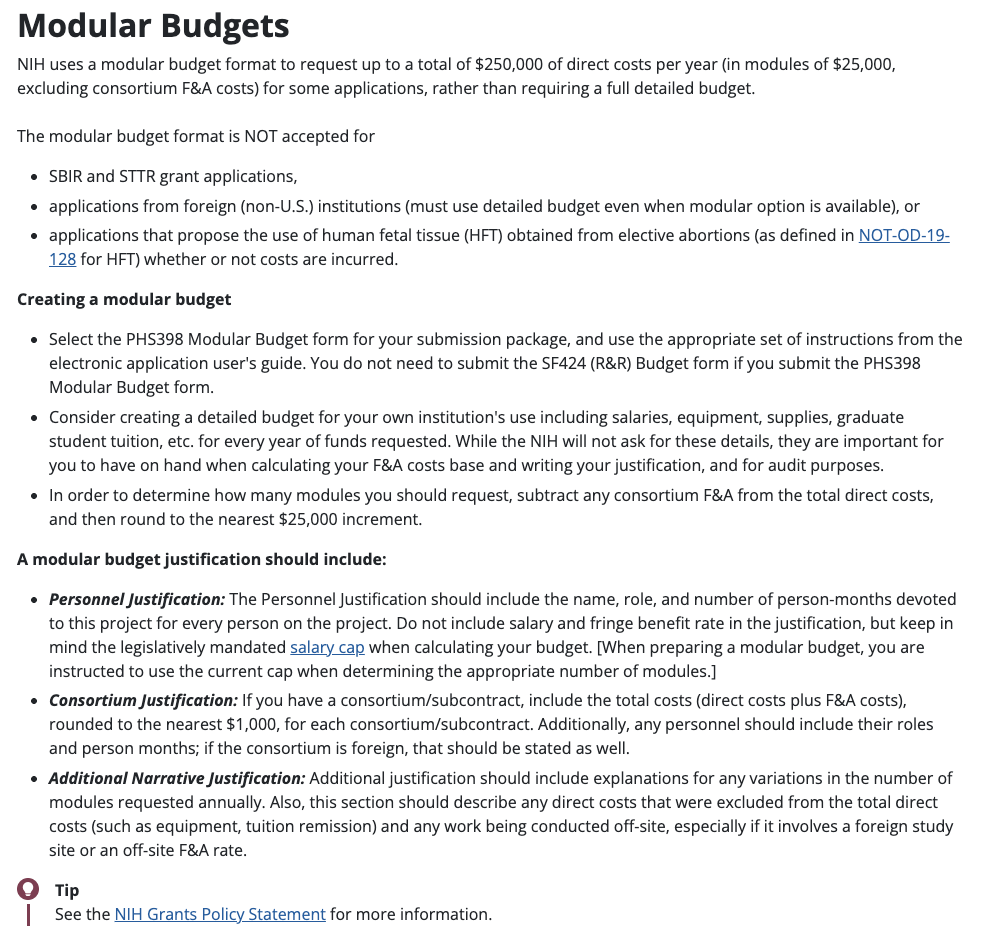 Modular Budgets
NIH uses a modular budget format to request up to a total of $250,000 of direct costs per year (in modules of $25,000,
excluding consortium F&A costs) for some applications, rather than requiring a full detailed budget.
The modular budget format is NOT accepted for
• SBIR and STTR grant applications,
• applications from foreign (non-U.S.) institutions (must use detailed budget even when modular option is available), or
• applications that propose the use of human fetal tissue (HFT) obtained from elective abortions (as defined in NOT-OD-19-
128 for HFT) whether or not costs are incurred.
Creating a modular budget
• Select the PHS398 Modular Budget form for your submission package, and use the appropriate set of instructions from the
electronic application user's guide. You do not need to submit the SF424 (R&R) Budget form if you submit the PHS398
Modular Budget form.
• Consider creating a detailed budget for your own institution's use including salaries, equipment, supplies, graduate
student tuition, etc. for every year of funds requested. While the NIH will not ask for these details, they are important for
you to have on hand when calculating your F&A costs base and writing your justification, and for audit purposes.
• In order to determine how many modules you should request, subtract any consortium F&A from the total direct costs,
and then round to the nearest $25,000 increment.
A modular budget justification should include:
• Personnel Justification: The Personnel Justification should include the name, role, and number of person-months devoted
to this project for every person on the project. Do not include salary and fringe benefit rate in the justification, but keep in
mind the legislatively mandated salary cap when calculating your budget. [When preparing a modular budget, you are
instructed to use the current cap when determining the appropriate number of modules.]
• Consortium Justification: If you have a consortium/subcontract, include the total costs (direct costs plus F&A costs),
rounded to the nearest $1,000, for each consortium/subcontract. Additionally, any personnel should include their roles
and person months; if the consortium is foreign, that should be stated as well.
• Additional Narrative Justification: Additional justification should include explanations for any variations in the number of
modules requested annually. Also, this section should describe any direct costs that were excluded from the total direct
costs (such as equipment, tuition remission) and any work being conducted off-site, especially if it involves a foreign study
site or an off-site F&A rate.
Tip
See the NIH Grants Policy Statement for more information.